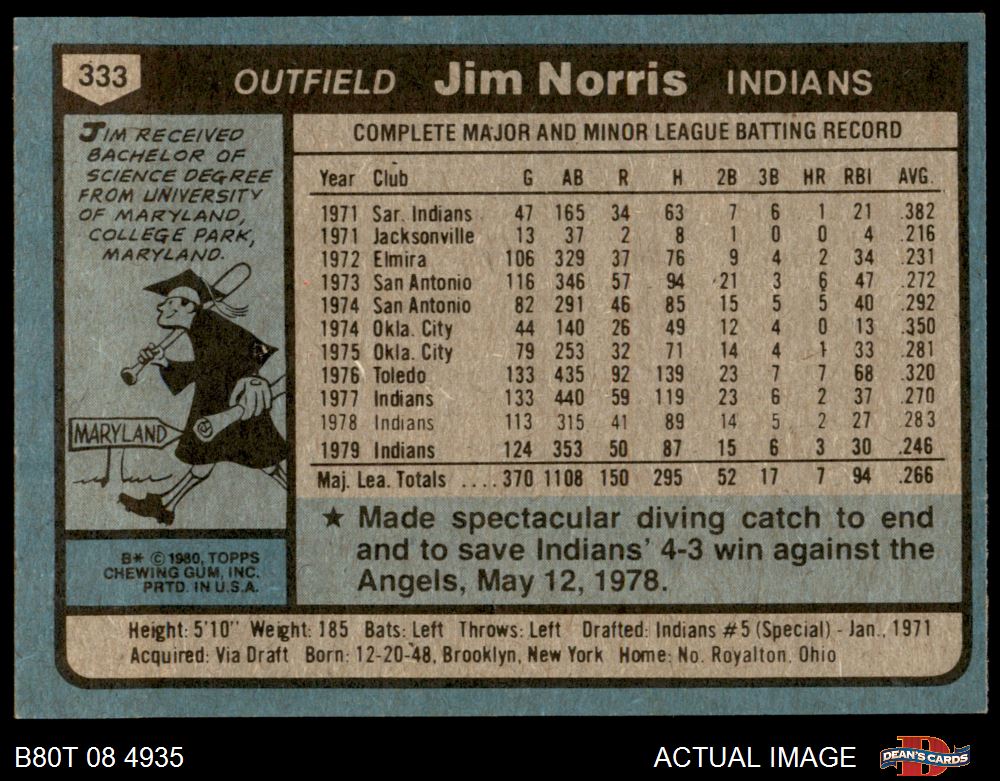 333
OUTFIELD Jim Norris INDIANS
JIM RECEIVED
BACHELOR OF
SCIENCE DEGREE
FROM UNIVERSITY
OF MARYLAND,
COLLEGE PARK,
MARYLAND.
MARYLAND
B* © 1980, TOPPS
CHEWING GUM, INC.
PRTD. IN U.S.A.
COMPLETE MAJOR AND MINOR LEAGUE BATTING RECORD
Year Club G AB R H 2B 3B HR RBI AVG.
1971 Sar. Indians 47 165 34 63 7 6 1 21 .382
1971 Jacksonville 13 37 2 8 1 0 0 4 .216
1972 Elmira 106 329 37 76 9 4 2 34 .231
1973 San Antonio 116 346 57 94 21 3 6 47 .272
1974 San Antonio 82 291 46 85 15 5 5 40 .292
1974 Okla. City 44 140 26 49 12 4 0 13 .350
1975 Okla. City 79 253 32 71 14 4 1 33 .281
1976 Toledo 133 435 92 139 23 7 7 68 .320
1977 Indians 133 440 59 119 23 6 2 37 .270
1978 Indians 113 315 41 89 14 5 2 27 .283
1979 Indians 124 353 50 87 15 6 3 30 .246
Maj. Lea. Totals ....370 1108 150 295 52 17 7 94 .266
★ Made spectacular diving catch to end
and to save Indians' 4-3 win against the
Angels, May 12, 1978.
Height: 5'10" Weight: 185 Bats: Left Throws: Left Drafted: Indians #5 (Special) - Jan., 1971
Acquired: Via Draft Born: 12-20-48, Brooklyn, New York Home: No. Royalton, Ohio
B80T 08 4935 ACTUAL IMAGE DEAN'S CARDS